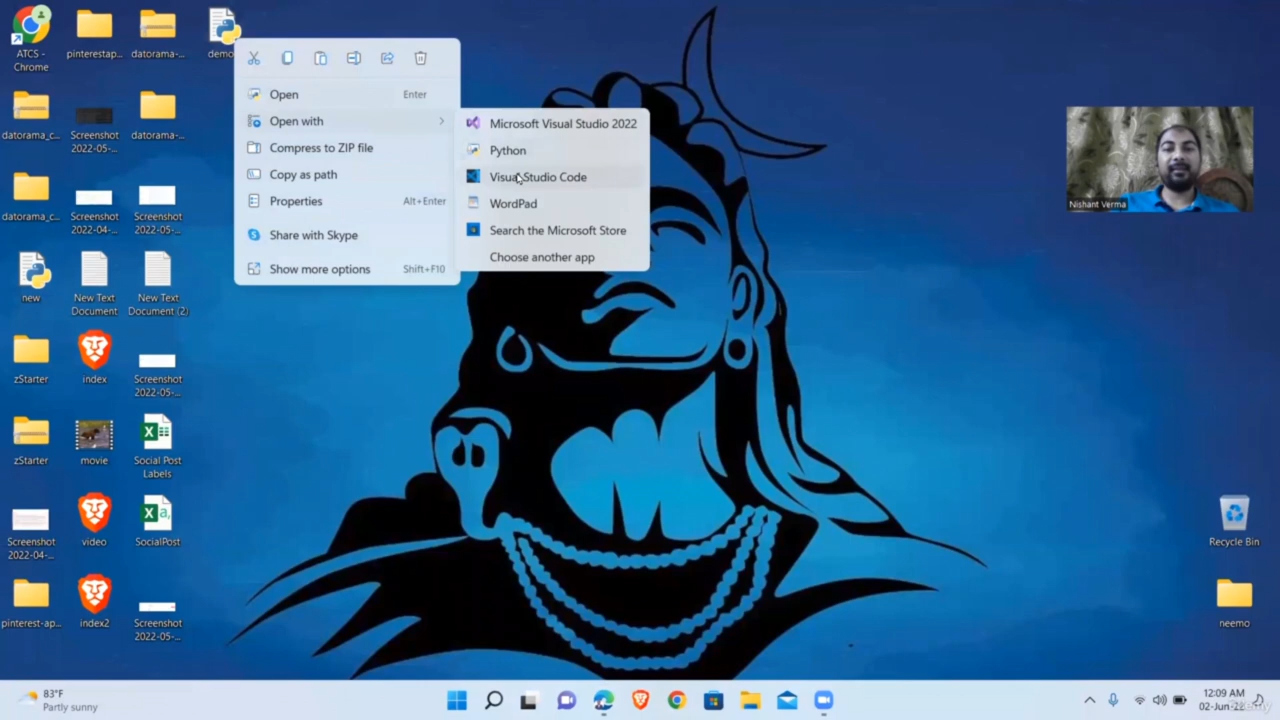 ATCS -
Chrome
pinterestap...
datorama-...
demo
datorama_c...
Screenshot
2022-05-...
datorama-...
datorama_c...
Screenshot
2022-04-...
Screenshot
2022-05-...
new
New Text
Document
New Text
Document (2)
zStarter
index
Screenshot
2022-05-...
zStarter
movie
Social Post
Labels
Screenshot
2022-04-...
video
SocialPost
pinterest-ap...
index2
Screenshot
2022-05-...
Open
Enter
Open with
Compress to ZIP file
Copy as path
Properties
Alt+Enter
Share with Skype
Show more options
Shift+F10
Microsoft Visual Studio 2022
Python
Visual Studio Code
WordPad
Search the Microsoft Store
Choose another app
Nishant Verma
Recycle Bin
neemo
83°F
Partly sunny
12:09 AM
02-Jun-22